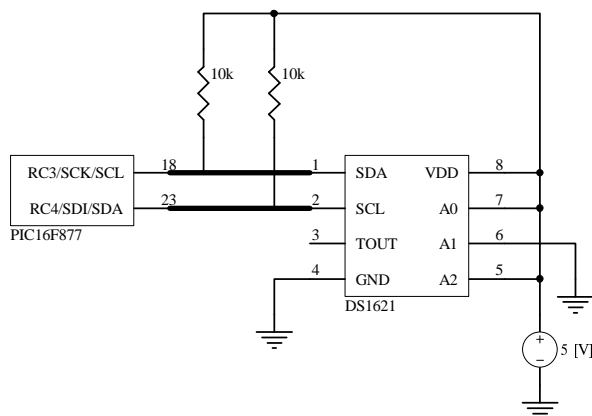 10k 10k
RC3/SCK/SCL 18 1 SDA VDD 8
RC4/SDI/SDA 23 2 SCL A0 7
PIC16F877 3 TOUT A1 6
4 GND A2 5
DS1621
+ 5 [V]
−